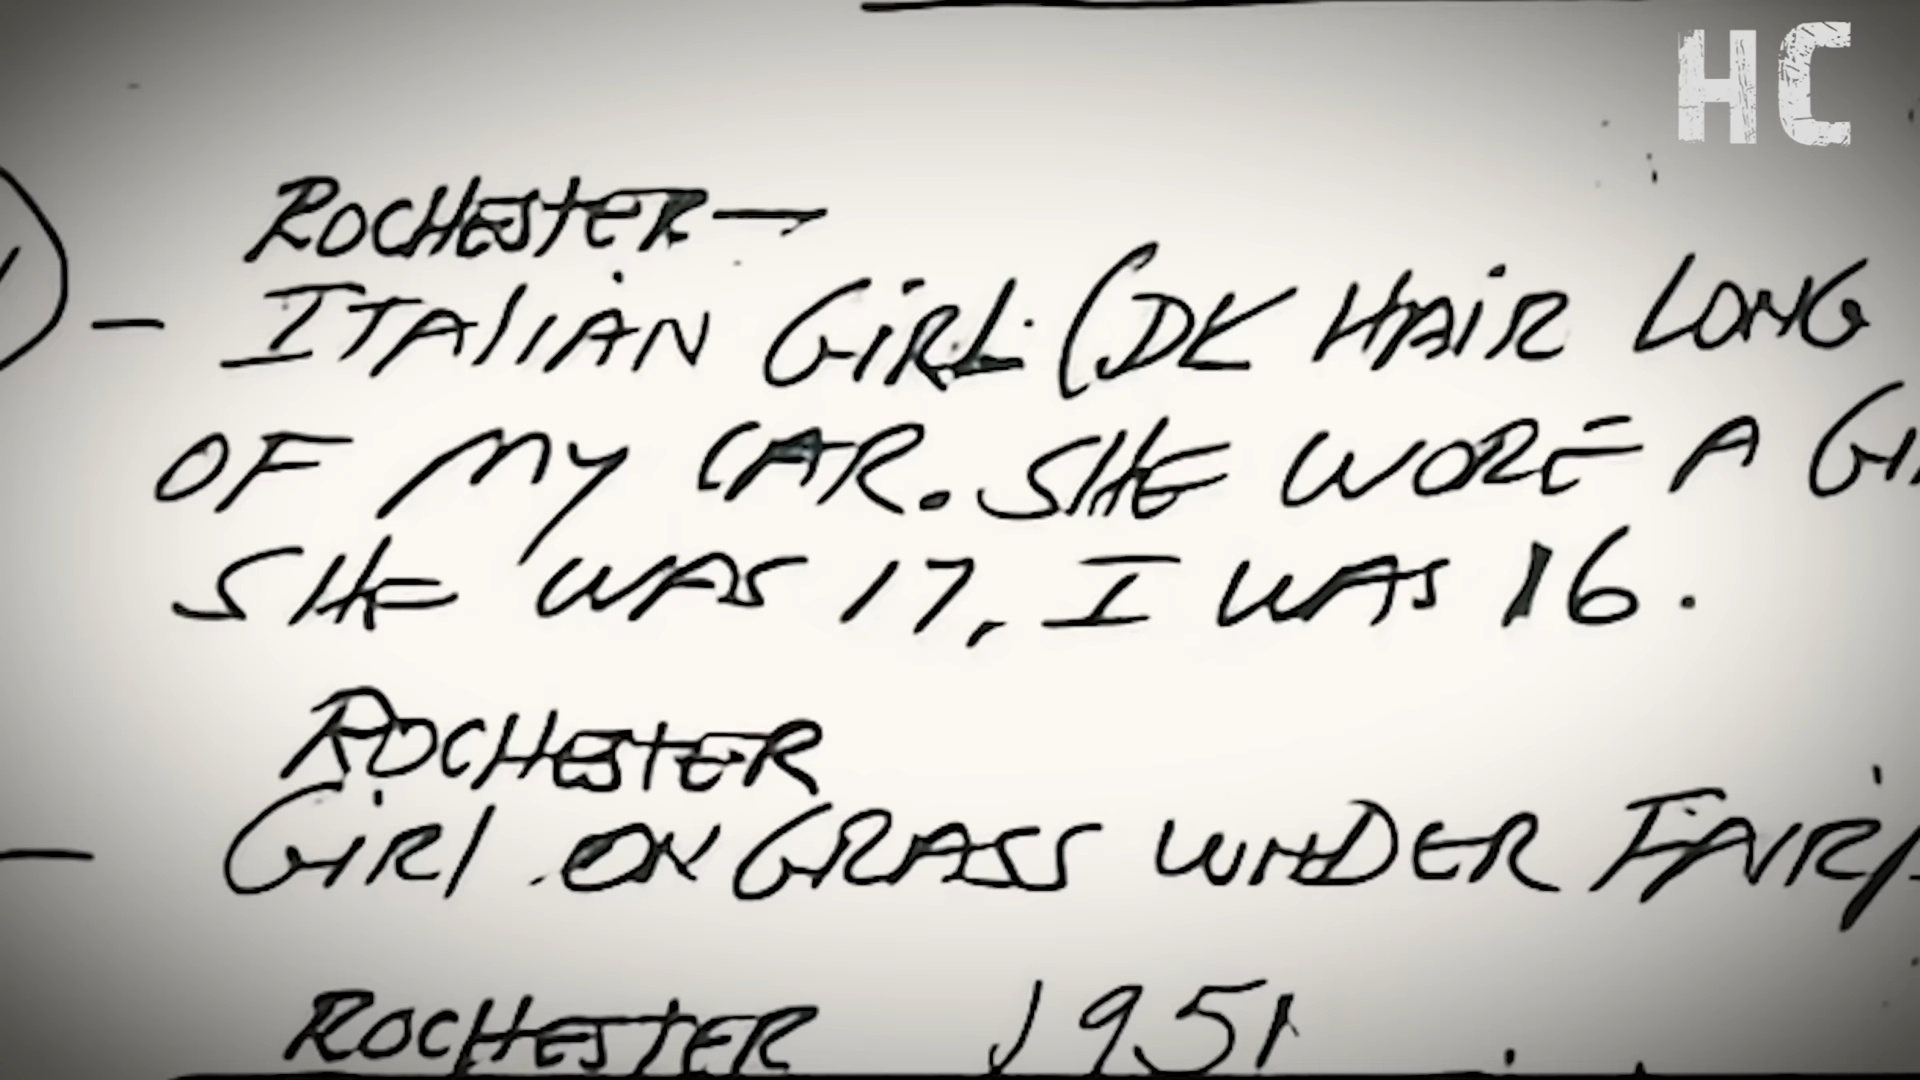 HC
ROCHESTER —
— ITALIAN GIRL. (DK HAIR LONG
OF MY CAR. SHE WORE A
SHE WAS 17, I WAS 16.
ROCHESTER
— GIRL ON GRASS UNDER
ROCHESTER 1951